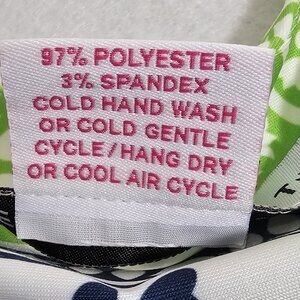 97% POLYESTER
3% SPANDEX
COLD HAND WASH
OR COLD GENTLE
CYCLE/HANG DRY
OR COOL AIR CYCLE